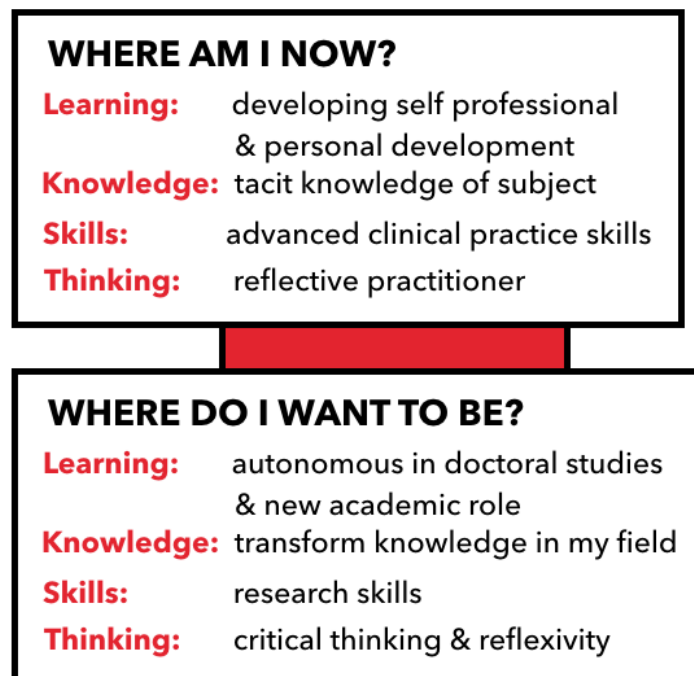 WHERE AM I NOW?
Learning: developing self professional
& personal development
Knowledge: tacit knowledge of subject
Skills: advanced clinical practice skills
Thinking: reflective practitioner
WHERE DO I WANT TO BE?
Learning: autonomous in doctoral studies
& new academic role
Knowledge: transform knowledge in my field
Skills: research skills
Thinking: critical thinking & reflexivity